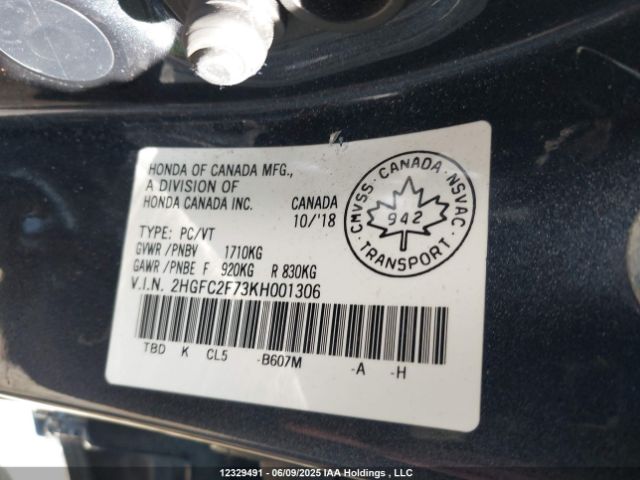 HONDA OF CANADA MFG.,
A DIVISION OF
HONDA CANADA INC. CANADA
10/'18
TYPE: PC/VT
GVWR /PNBV 1710KG
GAWR /PNBE F 920KG R 830KG
V.I.N. 2HGFC2F73KH001306
TBD K CL5 -B607M -A -H
CMVSS · CANADA · NSVAC
942
· TRANSPORT ·
12329491 - 06/09/2025 IAA Holdings , LLC